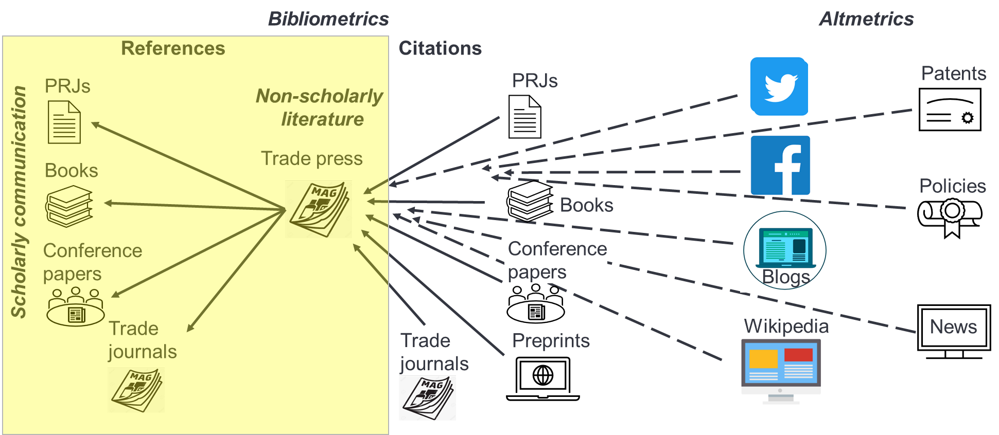 Bibliometrics
Altmetrics
References
Citations
Scholarly communication
PRJs
Non-scholarly
literature
Trade press
MAG
Books
Conference
papers
Trade
journals
MAG
PRJs
Books
Conference
papers
Preprints
Trade
journals
MAG
Patents
Policies
Blogs
Wikipedia
News